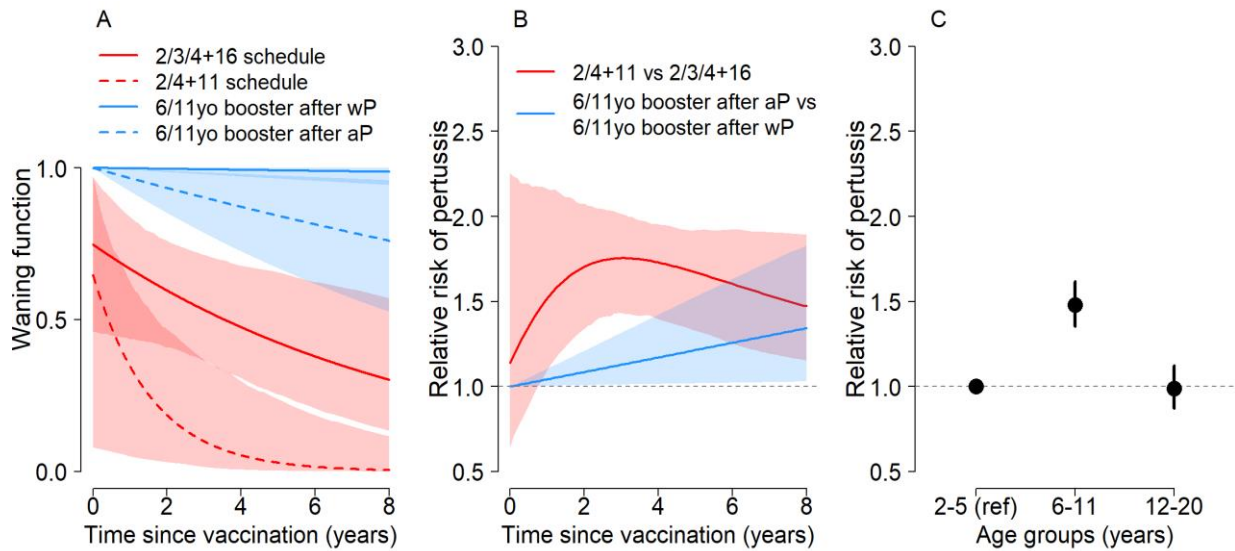 A
2/3/4+16 schedule
2/4+11 schedule
6/11yo booster after wP
6/11yo booster after aP
Waning function
1.0
0.5
0.0
0 2 4 6 8
Time since vaccination (years)
B
2/4+11 vs 2/3/4+16
6/11yo booster after aP vs
6/11yo booster after wP
Relative risk of pertussis
3.0
2.5
2.0
1.5
1.0
0.5
0 2 4 6 8
Time since vaccination (years)
C
Relative risk of pertussis
3.0
2.5
2.0
1.5
1.0
0.5
2-5 (ref) 6-11 12-20
Age groups (years)